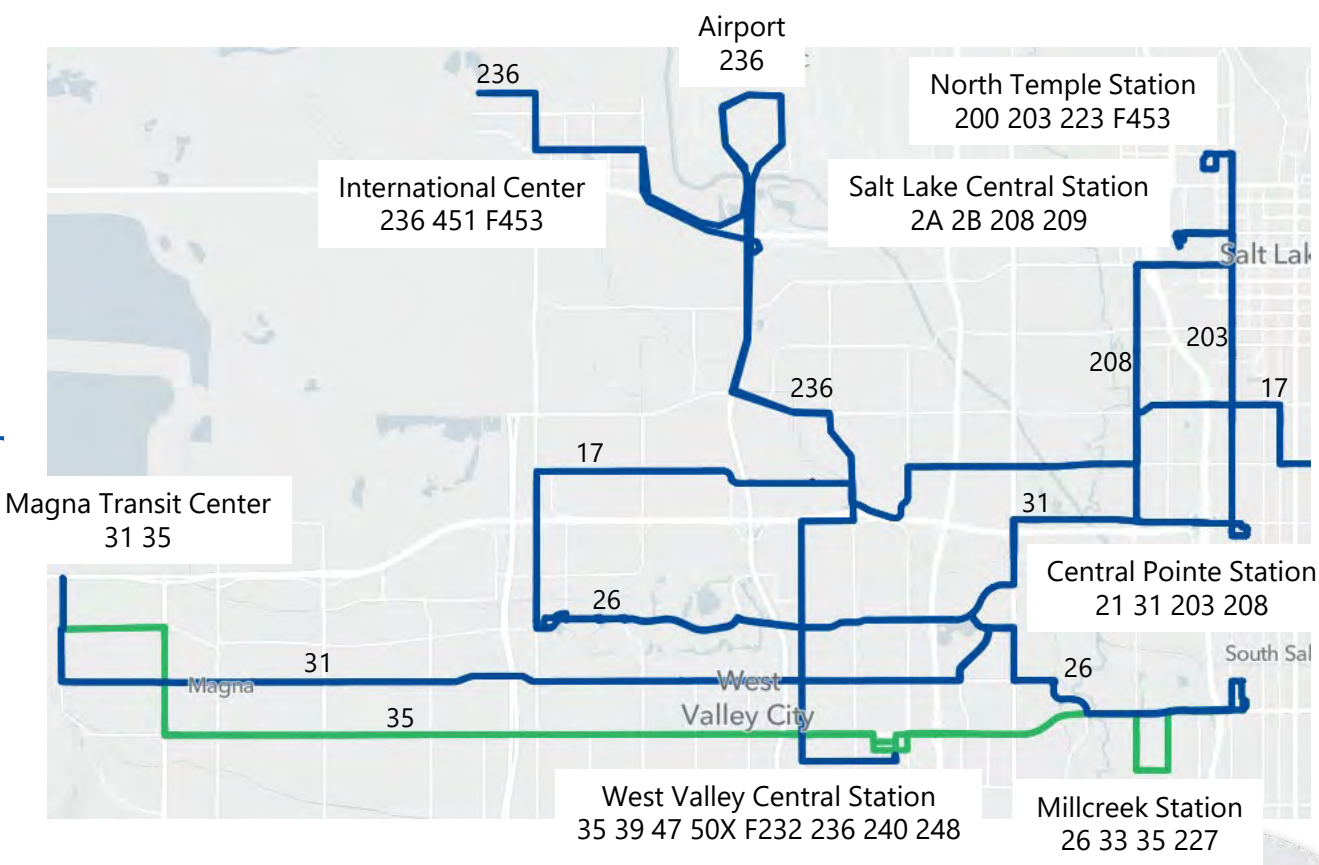 Airport
236
236
North Temple Station
200 203 223 F453
International Center
236 451 F453
Salt Lake Central Station
2A 2B 208 209
Salt Lak
203
208
236
17
17
Magna Transit Center
31 35
31
Central Pointe Station
21 31 203 208
26
South Sal
31
Magna
West
Valley City
26
35
West Valley Central Station
35 39 47 50X F232 236 240 248
Millcreek Station
26 33 35 227